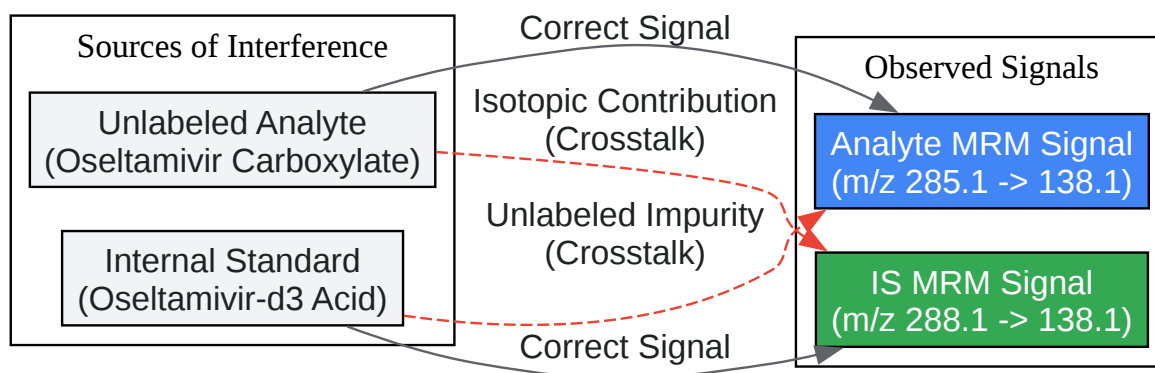 Correct Signal
Sources of Interference
Observed Signals
Isotopic Contribution
(Crosstalk)
Unlabeled Analyte
(Oseltamivir Carboxylate)
Analyte MRM Signal
(m/z 285.1 -> 138.1)
Unlabeled Impurity
(Crosstalk)
Internal Standard
(Oseltamivir-d3 Acid)
IS MRM Signal
(m/z 288.1 -> 138.1)
Correct Signal